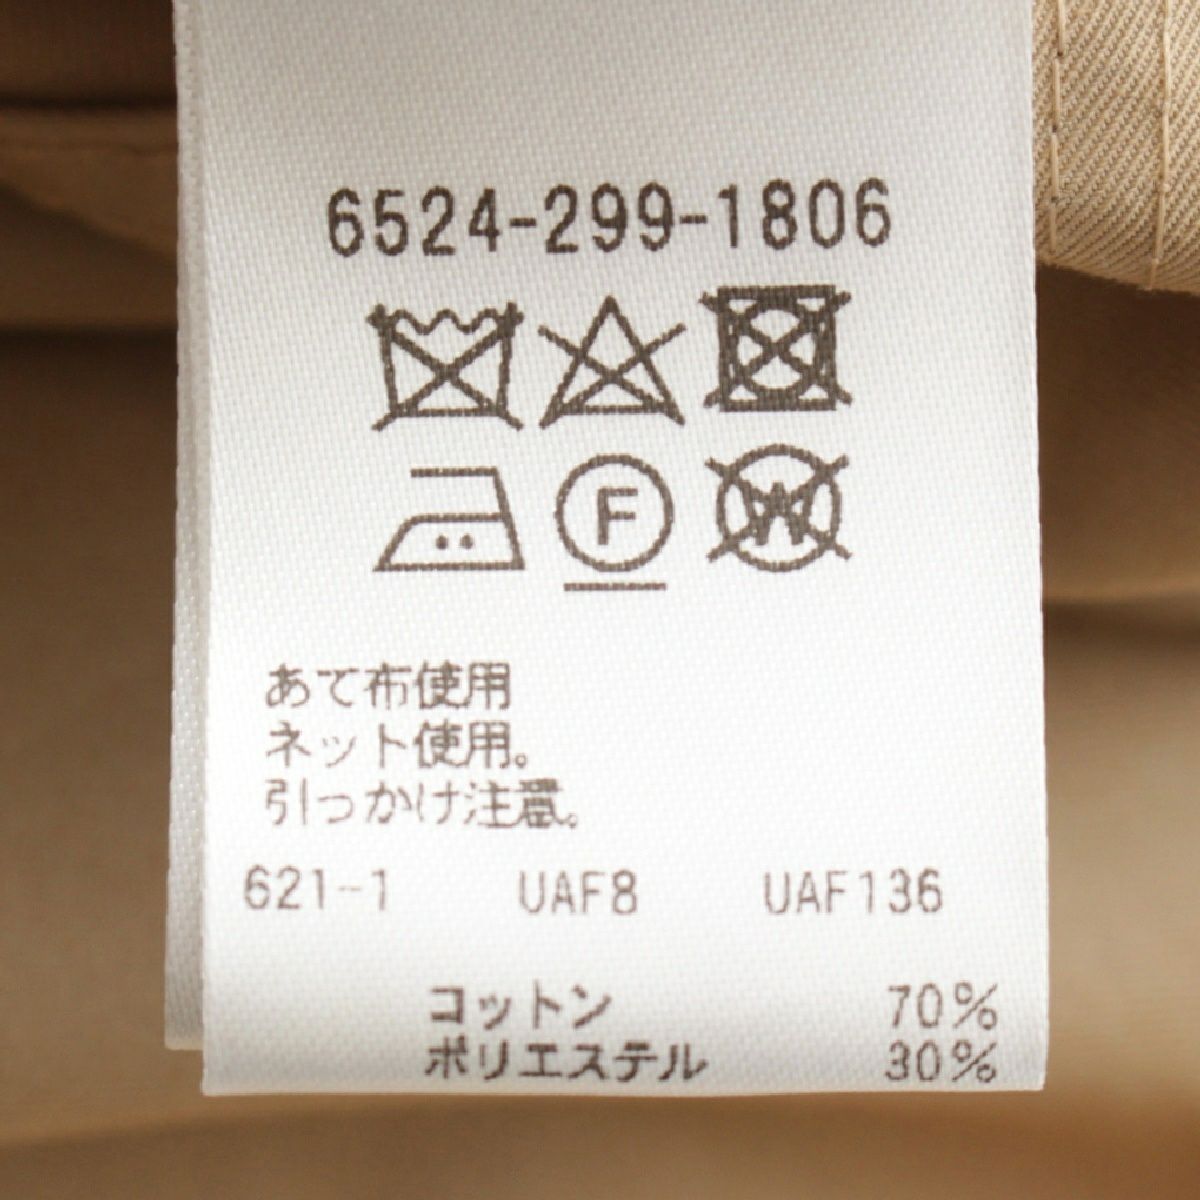 6524-299-1806
F
W
あて布使用
ネット使用。
引っかけ注意。
621-1 UAF8 UAF136
コットン 70%
ポリエステル 30%